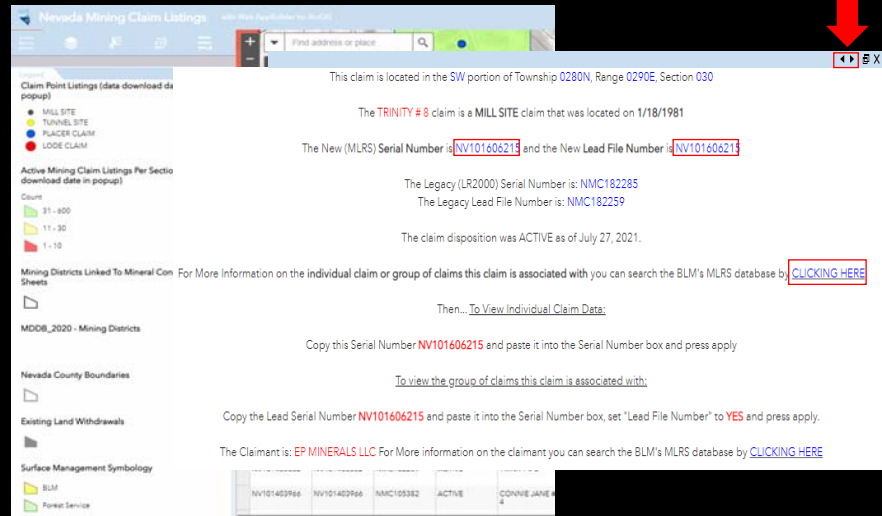 Nevada Mining Claim Listings with Web AppBuilder for ArcGIS
Find address or place
Legend
Claim Point Listings (data download da
popup)
MILL SITE
TUNNEL SITE
PLACER CLAIM
LODE CLAIM
Active Mining Claim Listings Per Sectio
download date in popup)
Count
31 - 600
11 - 30
1 - 10
Mining Districts Linked To Mineral Con
Sheets
MDDB_2020 - Mining Districts
Nevada County Boundaries
Existing Land Withdrawals
Surface Management Symbology
BLM
Forest Service
X
This claim is located in the SW portion of Township 0280N, Range 0290E, Section 030
The TRINITY # 8 claim is a MILL SITE claim that was located on 1/18/1981
The New (MLRS) Serial Number is NV101606215 and the New Lead File Number is NV101606215
The Legacy (LR2000) Serial Number is: NMC182285
The Legacy Lead File Number is: NMC182259
The claim disposition was ACTIVE as of July 27, 2021.
For More Information on the individual claim or group of claims this claim is associated with you can search the BLM's MLRS database by CLICKING HERE
Then... To View Individual Claim Data:
Copy this Serial Number NV101606215 and paste it into the Serial Number box and press apply
To view the group of claims this claim is associated with:
Copy the Lead Serial Number NV101606215 and paste it into the Serial Number box, set "Lead File Number" to YES and press apply.
The Claimant is: EP MINERALS LLC For More information on the claimant you can search the BLM's MLRS database by CLICKING HERE
NV101403966 NV101403966 NMC105382 ACTIVE CONNIE JANE #
4